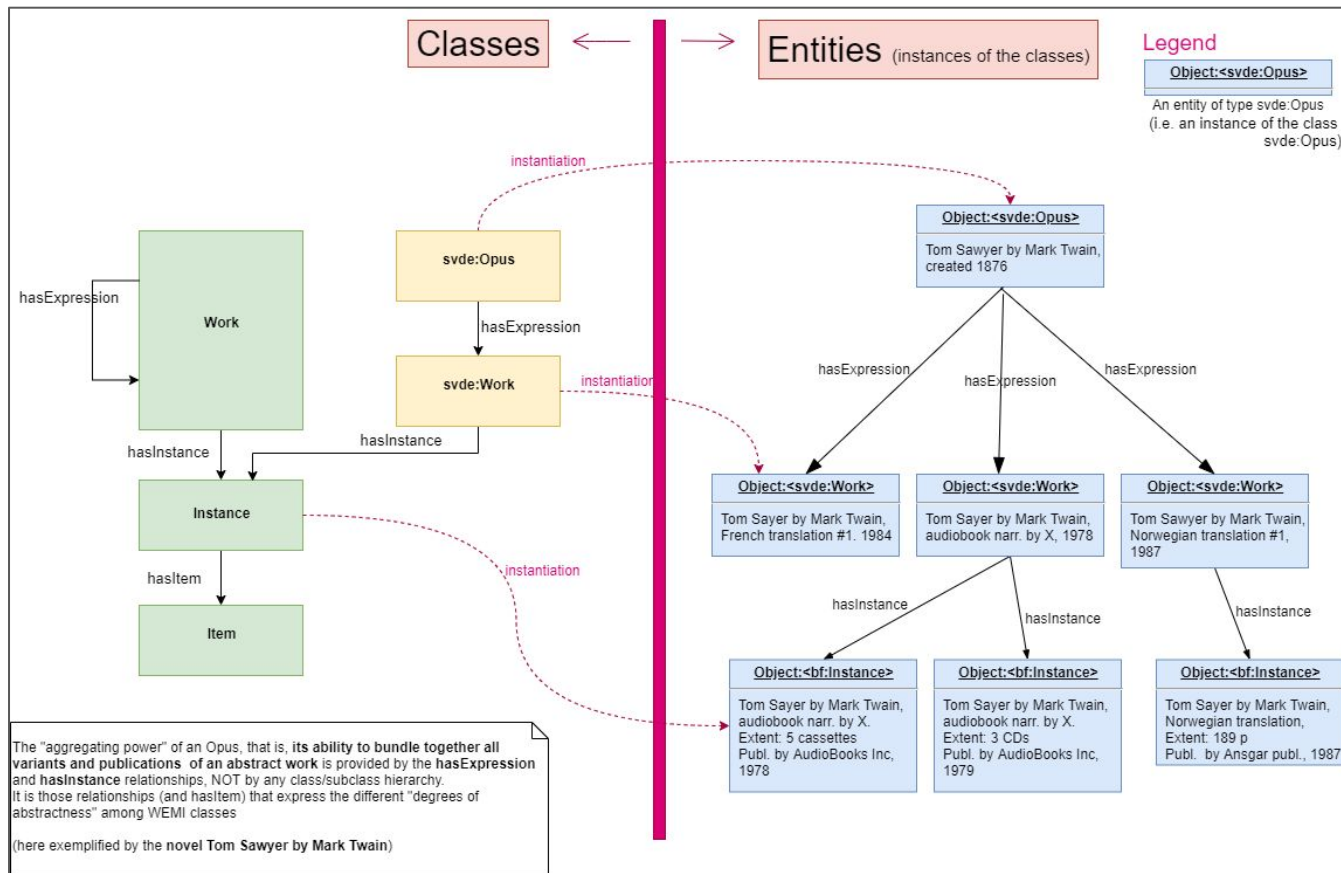 Classes
Entities (instances of the classes)
Legend
Object:<svde:Opus>
An entity of type svde:Opus
(i.e. an instance of the class
svde:Opus)
instantiation
Object:<svde:Opus>
Tom Sawyer by Mark Twain,
created 1876
svde:Opus
hasExpression
Work
hasExpression
svde:Work
instantiation
hasExpression
hasExpression
hasExpression
hasInstance
hasInstance
Instance
Object:<svde:Work>
Tom Sayer by Mark Twain,
French translation #1. 1984
Object:<svde:Work>
Tom Sayer by Mark Twain,
audiobook narr. by X, 1978
Object:<svde:Work>
Tom Sawyer by Mark Twain,
Norwegian translation #1,
1987
instantiation
hasItem
Item
hasInstance
hasInstance
hasInstance
Object:<bf:Instance>
Tom Sayer by Mark Twain,
audiobook narr. by X.
Extent: 5 cassettes
Publ. by AudioBooks Inc,
1978
Object:<bf:Instance>
Tom Sayer by Mark Twain,
audiobook narr. by X.
Extent: 3 CDs
Publ. by AudioBooks Inc,
1979
Object:<bf:Instance>
Tom Sayer by Mark Twain,
Norwegian translation,
Extent: 189 p
Publ. by Ansgar publ., 1987
The "aggregating power" of an Opus, that is, its ability to bundle together all
variants and publications of an abstract work is provided by the hasExpression
and hasInstance relationships, NOT by any class/subclass hierarchy.
It is those relationships (and hasItem) that express the different "degrees of
abstractness" among WEMI classes
(here exemplified by the novel Tom Sawyer by Mark Twain)